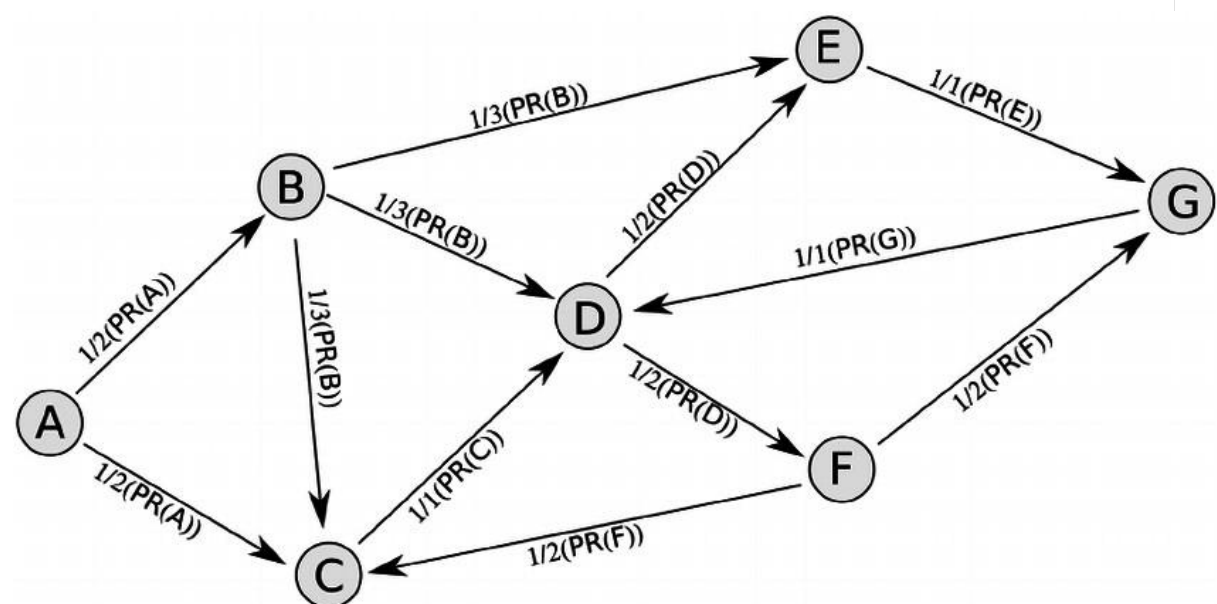 E
1/1(PR(E))
1/3(PR(B))
B
1/2(PR(D))
G
1/3(PR(B))
1/1(PR(G))
1/2(PR(A))
1/3(PR(B))
D
1/2(PR(D))
1/2(PR(F))
A
1/2(PR(A))
1/1(PR(C))
F
1/2(PR(F))
C